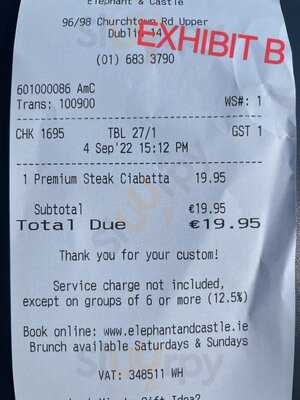 Elephant & Castle
96/98 Churchtown Rd Upper
Dublin 14
EXHIBIT B
(01) 683 3790
601000086 AmC
Trans: 100900 WS#: 1
CHK 1695 TBL 27/1 GST 1
4 Sep'22 15:12 PM
1 Premium Steak Ciabatta 19.95
Subtotal €19.95
Total Due €19.95
Thank you for your custom!
Service charge not included,
except on groups of 6 or more (12.5%)
Book online: www.elephantandcastle.ie
Brunch available Saturdays & Sundays
VAT: 348511 WH
Gift Idea?